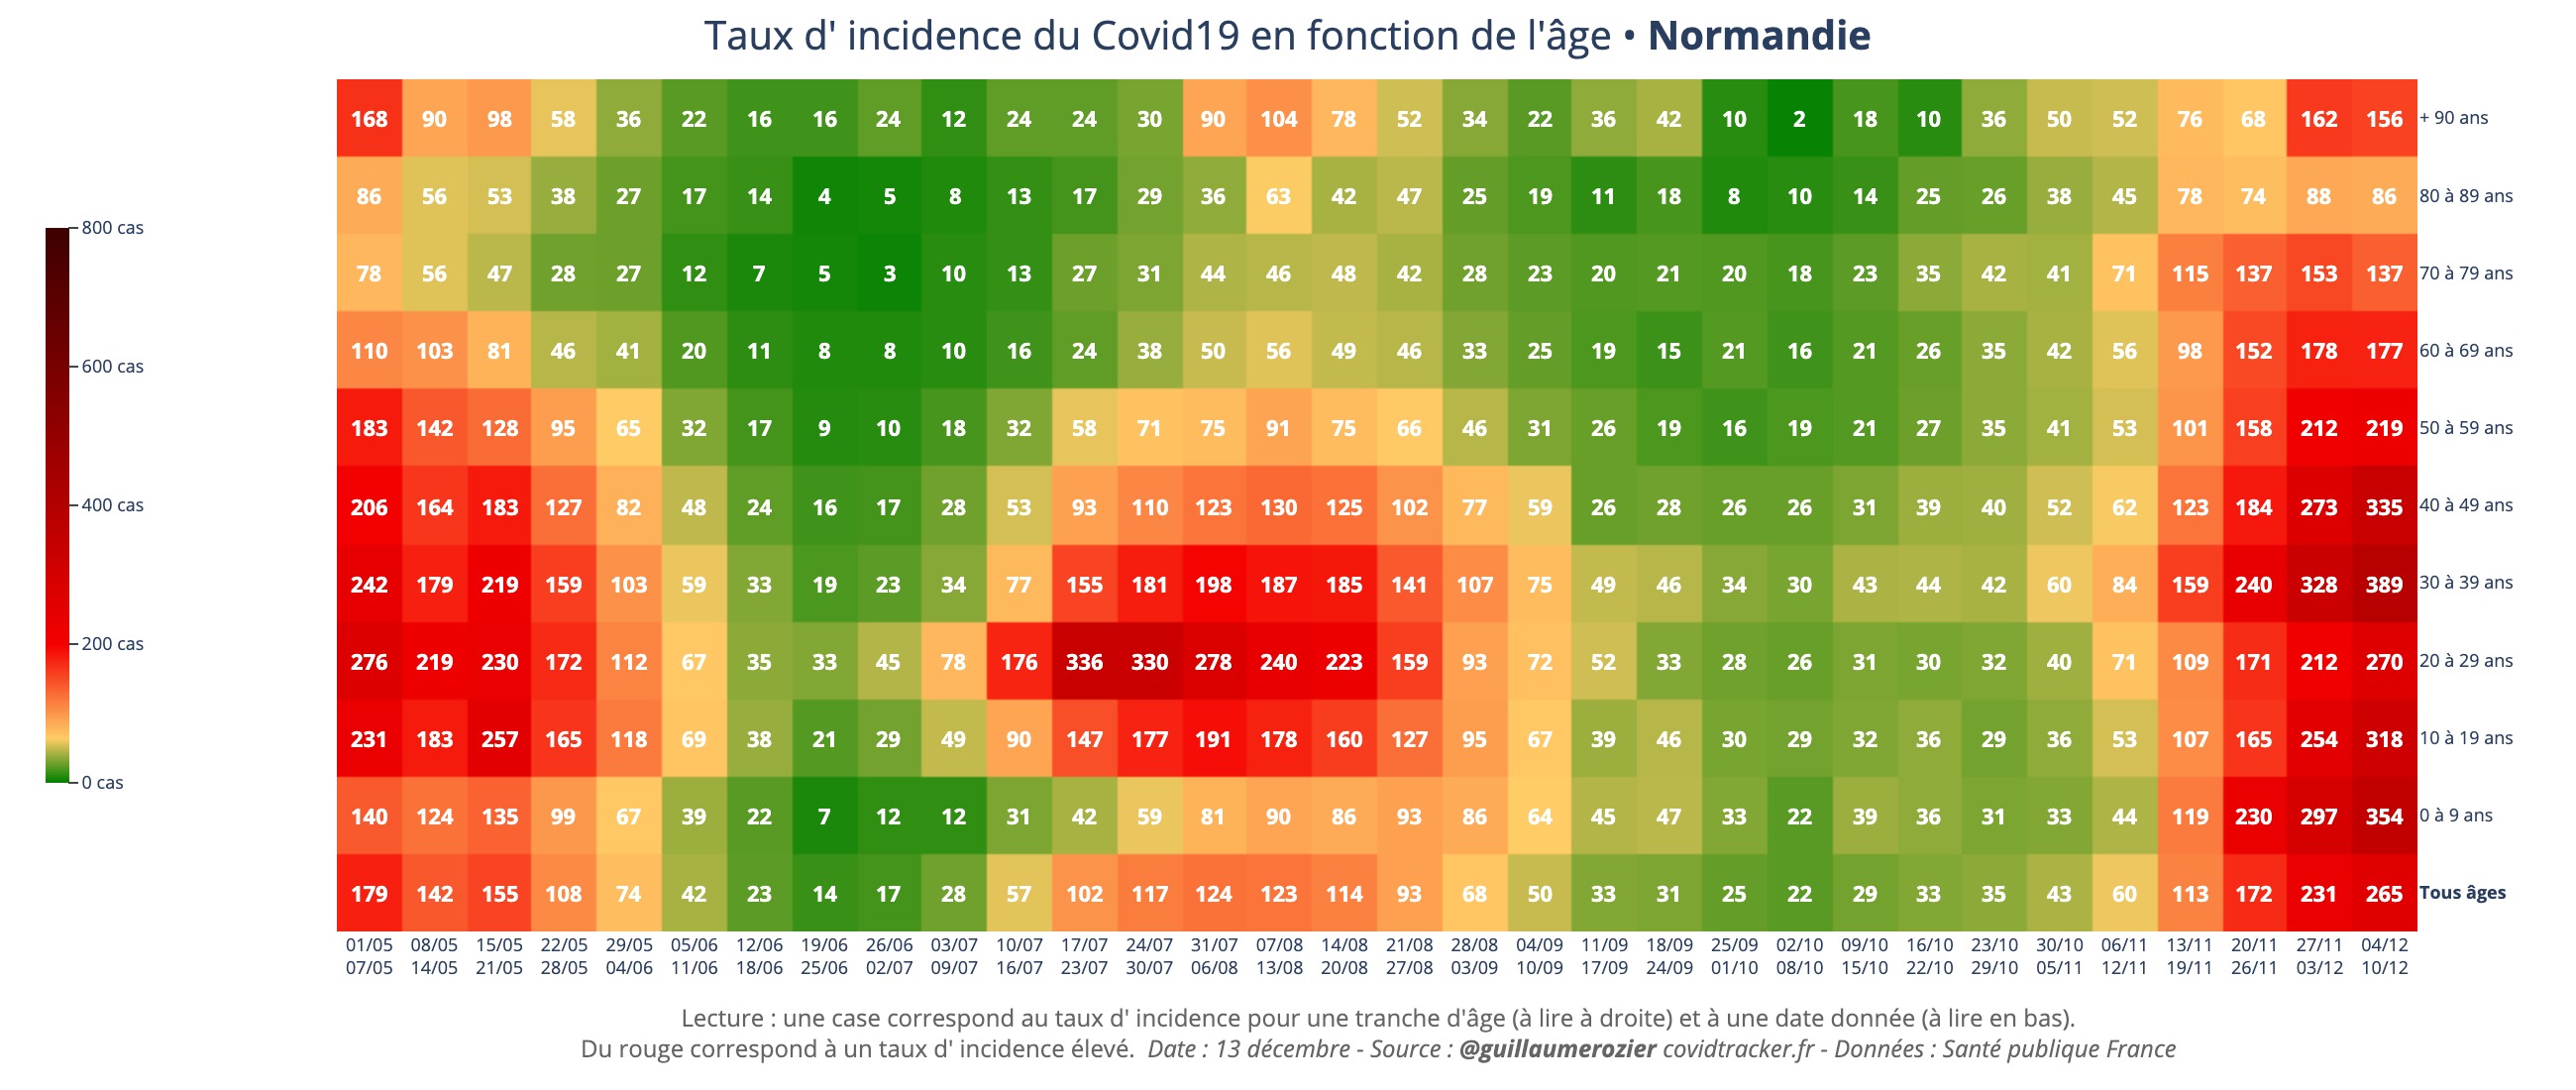 Taux d' incidence du Covid19 en fonction de l'âge • Normandie
800 cas
600 cas
400 cas
200 cas
0 cas
168 90 98 58 36 22 16 16 24 12 24 24 30 90 104 78 52 34 22 36 42 10 2 18 10 36 50 52 76 68 162 156 + 90 ans
86 56 53 38 27 17 14 4 5 8 13 17 29 36 63 42 47 25 19 11 18 8 10 14 25 26 38 45 78 74 88 86 80 à 89 ans
78 56 47 28 27 12 7 5 3 10 13 27 31 44 46 48 42 28 23 20 21 20 18 23 35 42 41 71 115 137 153 137 70 à 79 ans
110 103 81 46 41 20 11 8 8 10 16 24 38 50 56 49 46 33 25 19 15 21 16 21 26 35 42 56 98 152 178 177 60 à 69 ans
183 142 128 95 65 32 17 9 10 18 32 58 71 75 91 75 66 46 31 26 19 16 19 21 27 35 41 53 101 158 212 219 50 à 59 ans
206 164 183 127 82 48 24 16 17 28 53 93 110 123 130 125 102 77 59 26 28 26 26 31 39 40 52 62 123 184 273 335 40 à 49 ans
242 179 219 159 103 59 33 19 23 34 77 155 181 198 187 185 141 107 75 49 46 34 30 43 44 42 60 84 159 240 328 389 30 à 39 ans
276 219 230 172 112 67 35 33 45 78 176 336 330 278 240 223 159 93 72 52 33 28 26 31 30 32 40 71 109 171 212 270 20 à 29 ans
231 183 257 165 118 69 38 21 29 49 90 147 177 191 178 160 127 95 67 39 46 30 29 32 36 29 36 53 107 165 254 318 10 à 19 ans
140 124 135 99 67 39 22 7 12 12 31 42 59 81 90 86 93 86 64 45 47 33 22 39 36 31 33 44 119 230 297 354 0 à 9 ans
179 142 155 108 74 42 23 14 17 28 57 102 117 124 123 114 93 68 50 33 31 25 22 29 33 35 43 60 113 172 231 265 Tous âges
01/05 08/05 15/05 22/05 29/05 05/06 12/06 19/06 26/06 03/07 10/07 17/07 24/07 31/07 07/08 14/08 21/08 28/08 04/09 11/09 18/09 25/09 02/10 09/10 16/10 23/10 30/10 06/11 13/11 20/11 27/11 04/12
07/05 14/05 21/05 28/05 04/06 11/06 18/06 25/06 02/07 09/07 16/07 23/07 30/07 06/08 13/08 20/08 27/08 03/09 10/09 17/09 24/09 01/10 08/10 15/10 22/10 29/10 05/11 12/11 19/11 26/11 03/12 10/12
Lecture : une case correspond au taux d' incidence pour une tranche d'âge (à lire à droite) et à une date donnée (à lire en bas).
Du rouge correspond à un taux d' incidence élevé. Date : 13 décembre - Source : @guillaumerozier covidtracker.fr - Données : Santé publique France